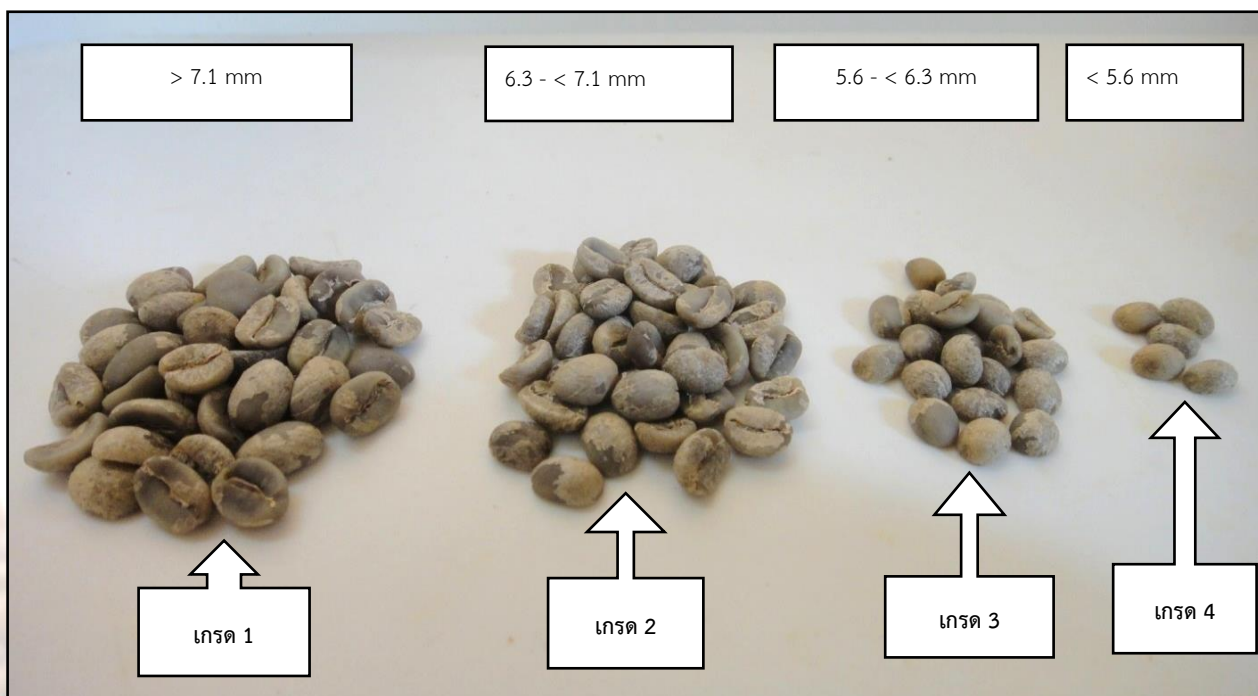 > 7.1 mm
6.3 - < 7.1 mm
5.6 - < 6.3 mm
< 5.6 mm
เกรด 1
เกรด 2
เกรด 3
เกรด 4